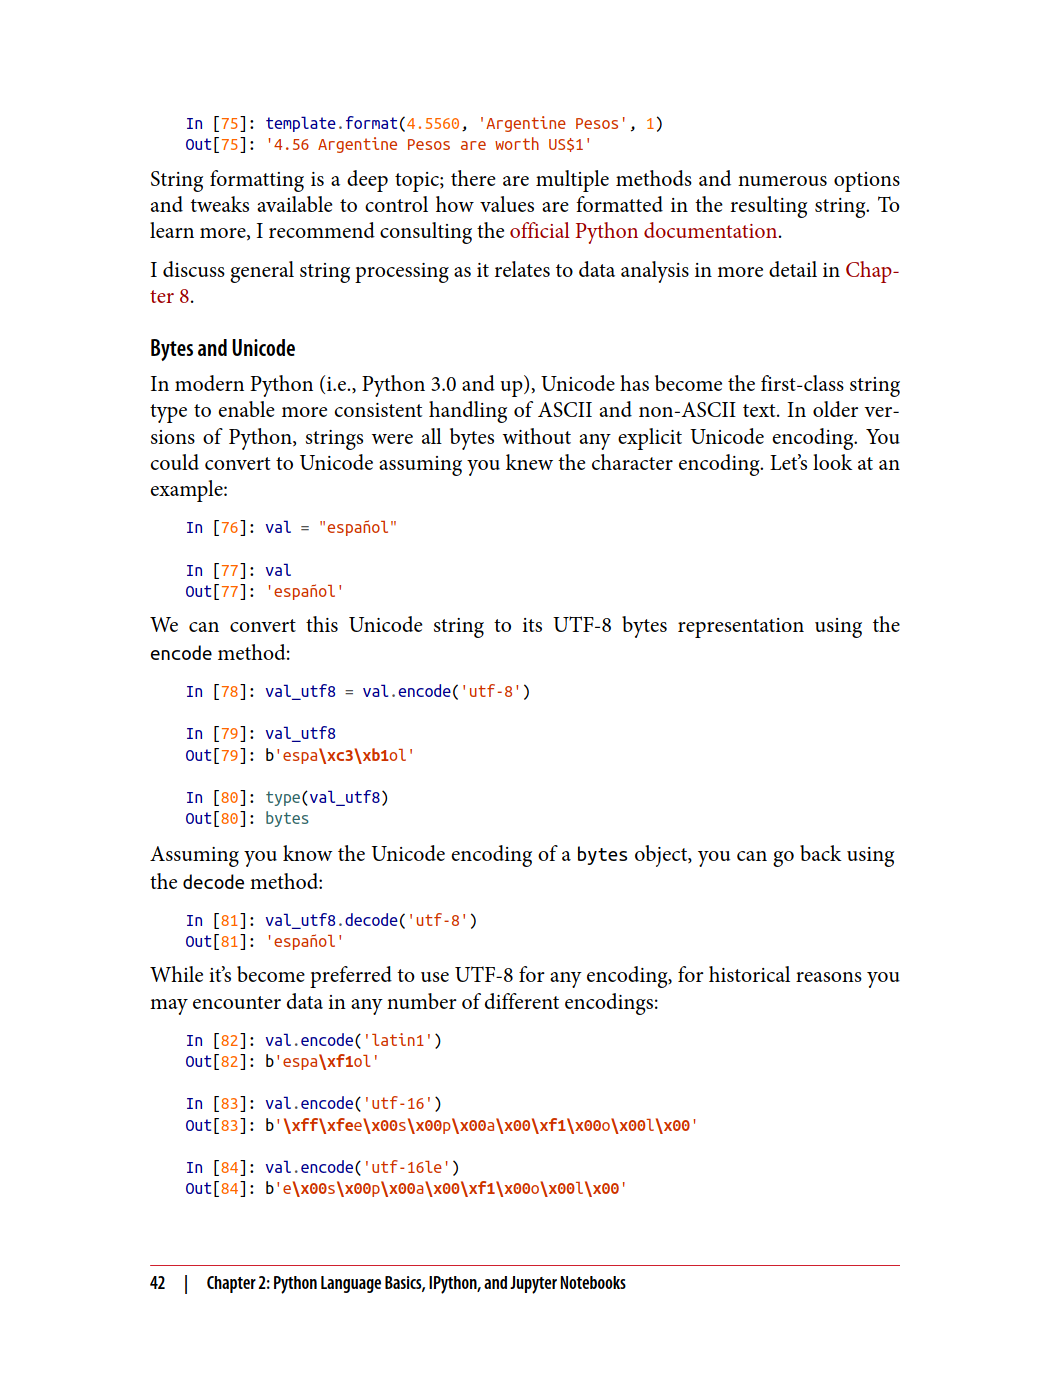 In [75]: template.format(4.5560, 'Argentine Pesos', 1)
Out[75]: '4.56 Argentine Pesos are worth US$1'
String formatting is a deep topic; there are multiple methods and numerous options
and tweaks available to control how values are formatted in the resulting string. To
learn more, I recommend consulting the official Python documentation.
I discuss general string processing as it relates to data analysis in more detail in Chap-
ter 8.
Bytes and Unicode
In modern Python (i.e., Python 3.0 and up), Unicode has become the first-class string
type to enable more consistent handling of ASCII and non-ASCII text. In older ver-
sions of Python, strings were all bytes without any explicit Unicode encoding. You
could convert to Unicode assuming you knew the character encoding. Let’s look at an
example:
In [76]: val = "español"
In [77]: val
Out[77]: 'español'
We can convert this Unicode string to its UTF-8 bytes representation using the
encode method:
In [78]: val_utf8 = val.encode('utf-8')
In [79]: val_utf8
Out[79]: b'espa\xc3\xb1ol'
In [80]: type(val_utf8)
Out[80]: bytes
Assuming you know the Unicode encoding of a bytes object, you can go back using
the decode method:
In [81]: val_utf8.decode('utf-8')
Out[81]: 'español'
While it’s become preferred to use UTF-8 for any encoding, for historical reasons you
may encounter data in any number of different encodings:
In [82]: val.encode('latin1')
Out[82]: b'espa\xf1ol'
In [83]: val.encode('utf-16')
Out[83]: b'\xff\xfee\x00s\x00p\x00a\x00\xf1\x00o\x00l\x00'
In [84]: val.encode('utf-16le')
Out[84]: b'e\x00s\x00p\x00a\x00\xf1\x00o\x00l\x00'
42 | Chapter 2: Python Language Basics, IPython, and Jupyter Notebooks